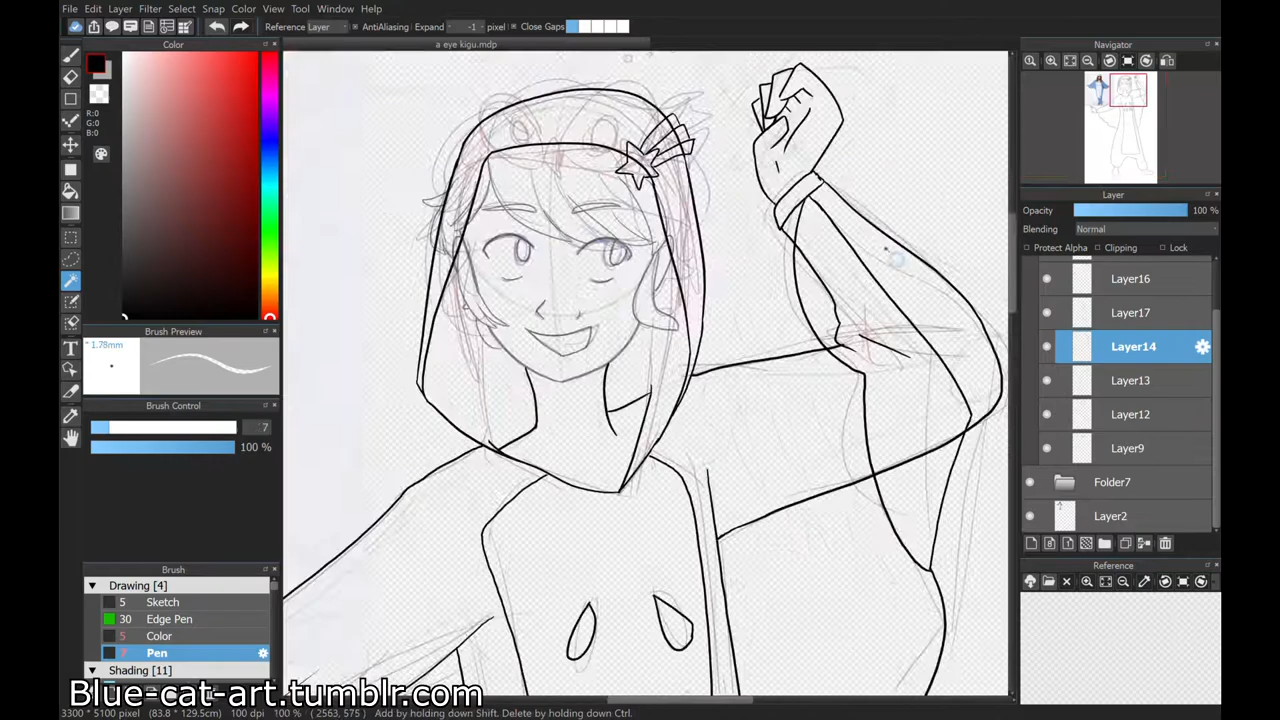 File Edit Layer Filter Select Snap Color View Tool Window Help
Reference Layer AntiAliasing Expand -1 pixel Close Gaps
Color
a eye kigu.mdp
Navigator
R:0
G:0
B:0
Brush Preview
* 1.78mm
Brush Control
7
100 %
Brush
Drawing [4]
5 Sketch
30 Edge Pen
5 Color
7 Pen
Shading [11]
Layer
Opacity 100 %
Blending Normal
Protect Alpha Clipping Lock
Layer16
Layer17
Layer14
Layer13
Layer12
Layer9
Folder7
Layer2
Reference
Blue-cat-art.tumblr.com
3300 * 5100 pixel (83.8 * 129.5cm) 100 dpi 100 % ( 2563, 575 ) Add by holding down Shift. Delete by holding down Ctrl.